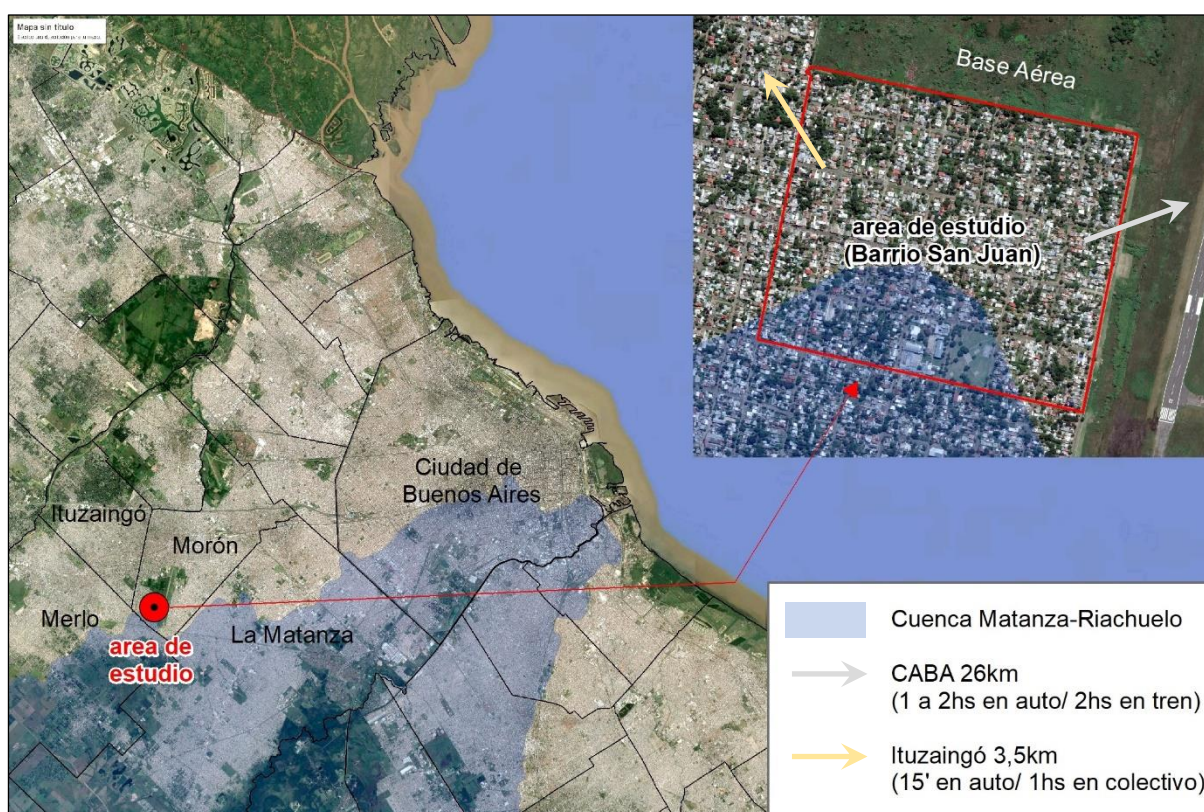 Mapa sin título
Base Aérea
area de estudio
(Barrio San Juan)
Ciudad de
Buenos Aires
Ituzaingó
Morón
Merlo
La Matanza
area de
estudio
Cuenca Matanza-Riachuelo
CABA 26km
(1 a 2hs en auto/ 2hs en tren)
Ituzaingó 3,5km
(15' en auto/ 1hs en colectivo)